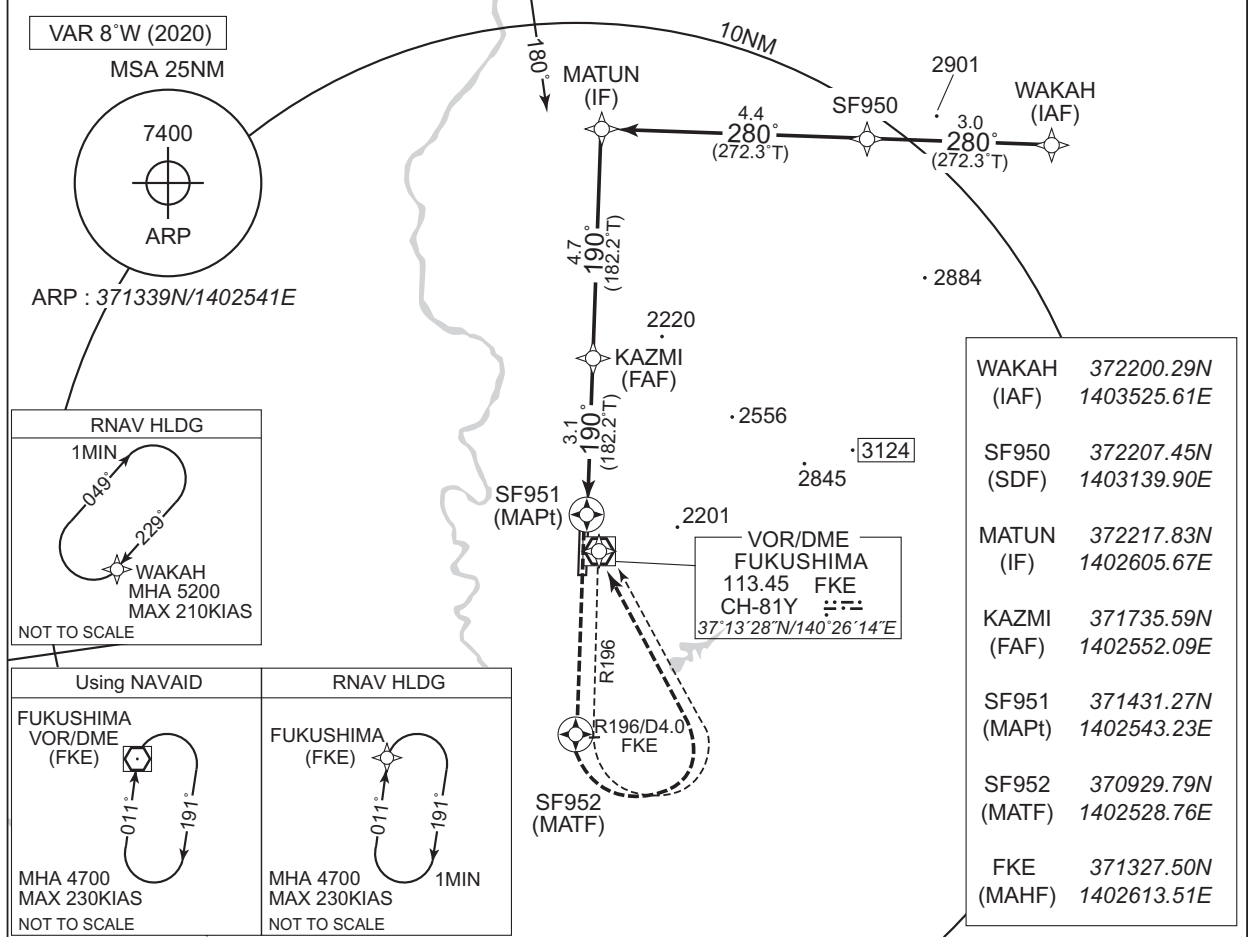 VAR 8°W (2020)
MSA 25NM
7400
ARP
ARP : 371339N/1402541E
180°
10NM
MATUN
(IF)
4.4
280°
(272.3°T)
SF950
2901
3.0
280°
(272.3°T)
WAKAH
(IAF)
4.7
190°
(182.2°T)
2884
2220
KAZMI
(FAF)
3.1
190°
(182.2°T)
2556
3124
2845
SF951
(MAPt)
2201
VOR/DME
FUKUSHIMA
113.45 FKE
CH-81Y
37°13′28″N/140°26′14″E
R196
R196/D4.0
FKE
SF952
(MATF)
RNAV HLDG
1MIN
049°
229°
WAKAH
MHA 5200
MAX 210KIAS
NOT TO SCALE
Using NAVAID
FUKUSHIMA
VOR/DME
(FKE)
011°
191°
MHA 4700
MAX 230KIAS
NOT TO SCALE
RNAV HLDG
FUKUSHIMA
(FKE)
011°
191°
MHA 4700 1MIN
MAX 230KIAS
NOT TO SCALE
WAKAH 372200.29N
(IAF) 1403525.61E
SF950 372207.45N
(SDF) 1403139.90E
MATUN 372217.83N
(IF) 1402605.67E
KAZMI 371735.59N
(FAF) 1402552.09E
SF951 371431.27N
(MAPt) 1402543.23E
SF952 370929.79N
(MATF) 1402528.76E
FKE 371327.50N
(MAHF) 1402613.51E